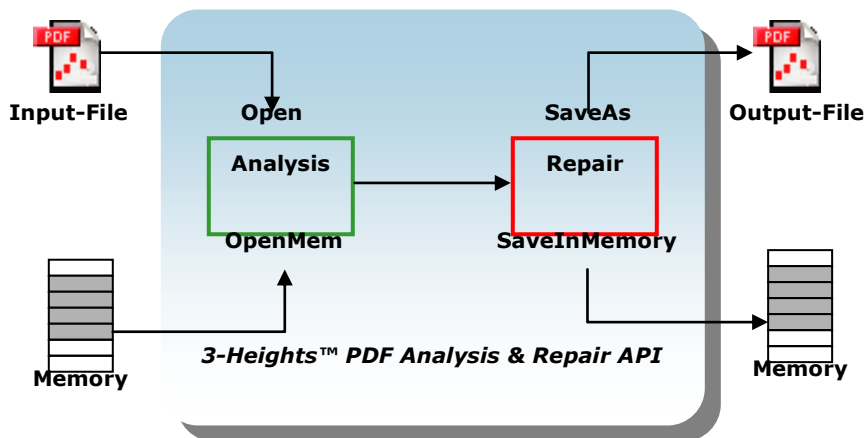 PDF
PDF
Input-File
Open
SaveAs
Output-File
Analysis
Repair
OpenMem
SaveInMemory
3-Heights™ PDF Analysis & Repair API
Memory
Memory